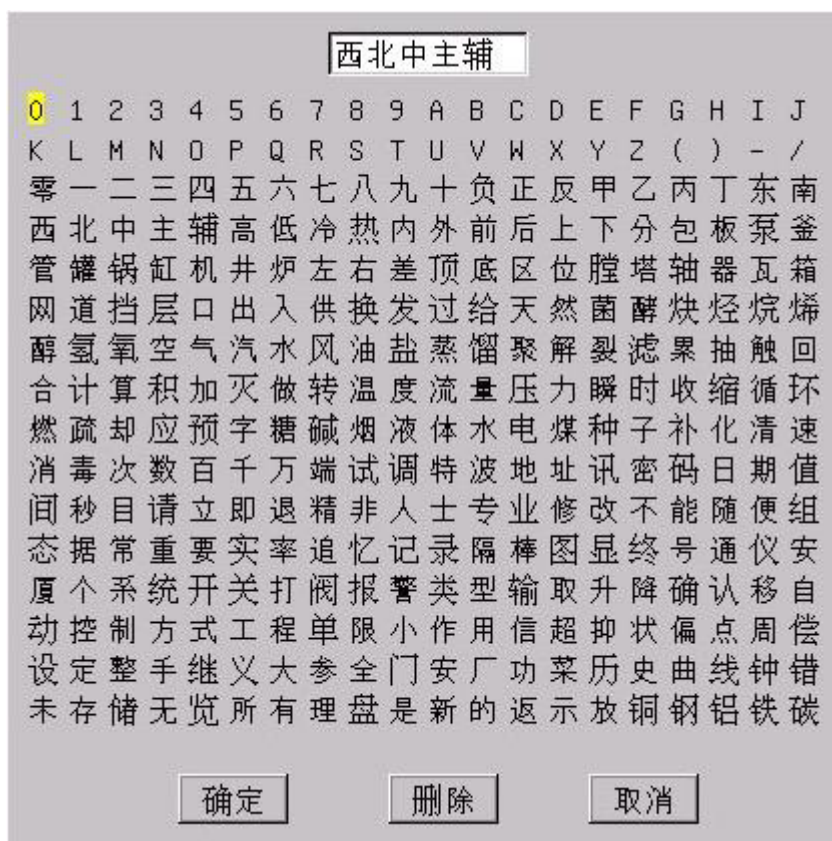 西北中主辅
0 1 2 3 4 5 6 7 8 9 A B C D E F G H I J
K L M N O P Q R S T U V W X Y Z ( ) - /
零 一 二 三 四 五 六 七 八 九 十 负 正 反 甲 乙 丙 丁 东 南
西 北 中 主 辅 高 低 冷 热 内 外 前 后 上 下 分 包 板 泵 釜
管 罐 锅 缸 机 井 炉 左 右 差 顶 底 区 位 膛 塔 轴 器 瓦 箱
网 道 挡 层 口 出 入 供 换 发 过 给 天 然 菌 酵 炔 烃 烷 烯
醇 氢 氧 空 气 汽 水 风 油 盐 蒸 馏 聚 解 裂 滤 累 抽 触 回
合 计 算 积 加 灭 做 转 温 度 流 量 压 力 瞬 时 收 缩 循 环
燃 疏 却 应 预 字 糖 碱 烟 液 体 水 电 煤 种 子 补 化 清 速
消 毒 次 数 百 千 万 端 试 调 特 波 地 址 讯 密 码 日 期 值
间 秒 目 请 立 即 退 精 非 人 士 专 业 修 改 不 能 随 便 组
态 据 常 重 要 实 率 追 忆 记 录 隔 棒 图 显 终 号 通 仪 安
厦 个 系 统 开 关 打 阀 报 警 类 型 输 取 升 降 确 认 移 自
动 控 制 方 式 工 程 单 限 小 作 用 信 超 抑 状 偏 点 周 偿
设 定 整 手 继 义 大 参 全 门 安 厂 功 菜 历 史 曲 线 钟 错
未 存 储 无 览 所 有 理 盘 是 新 的 返 示 放 铜 钢 铝 铁 碳
确定 删除 取消